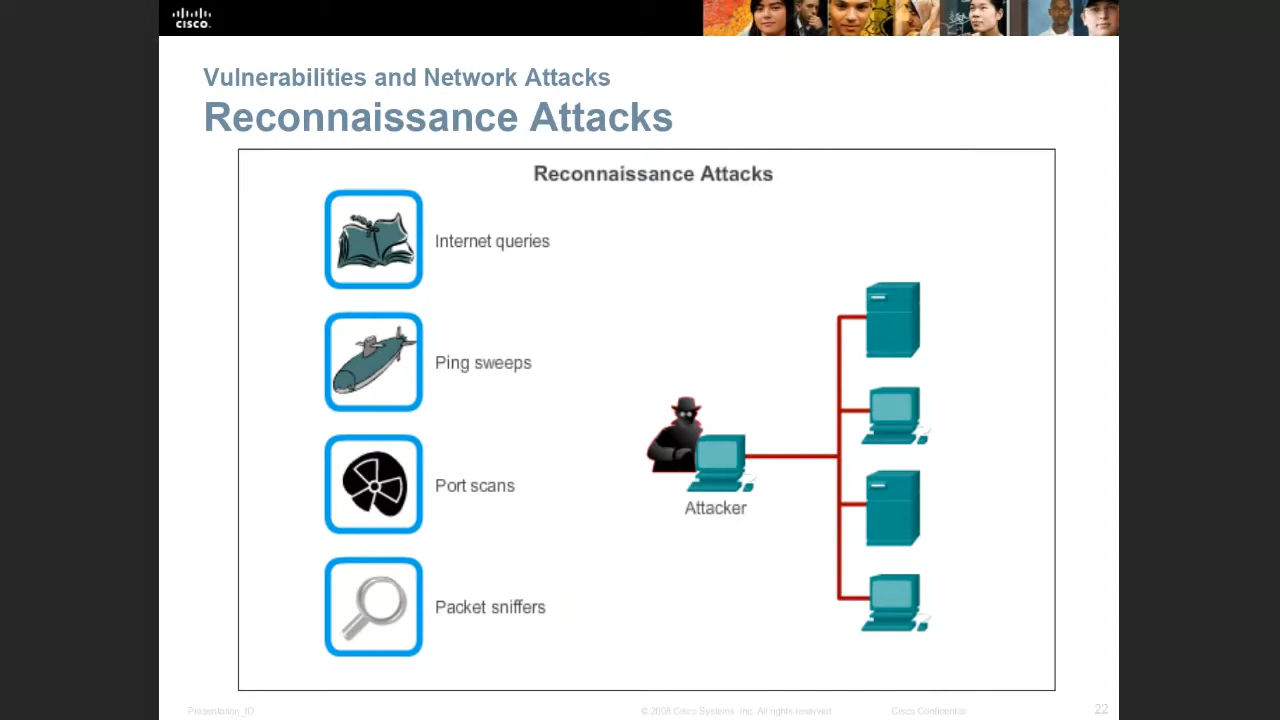 CISCO.
Vulnerabilities and Network Attacks
Reconnaissance Attacks
Reconnaissance Attacks
Internet queries
Ping sweeps
Port scans
Attacker
Packet sniffers
Presentation_ID
© 2008 Cisco Systems, Inc. All rights reserved.
Cisco Confidential
22